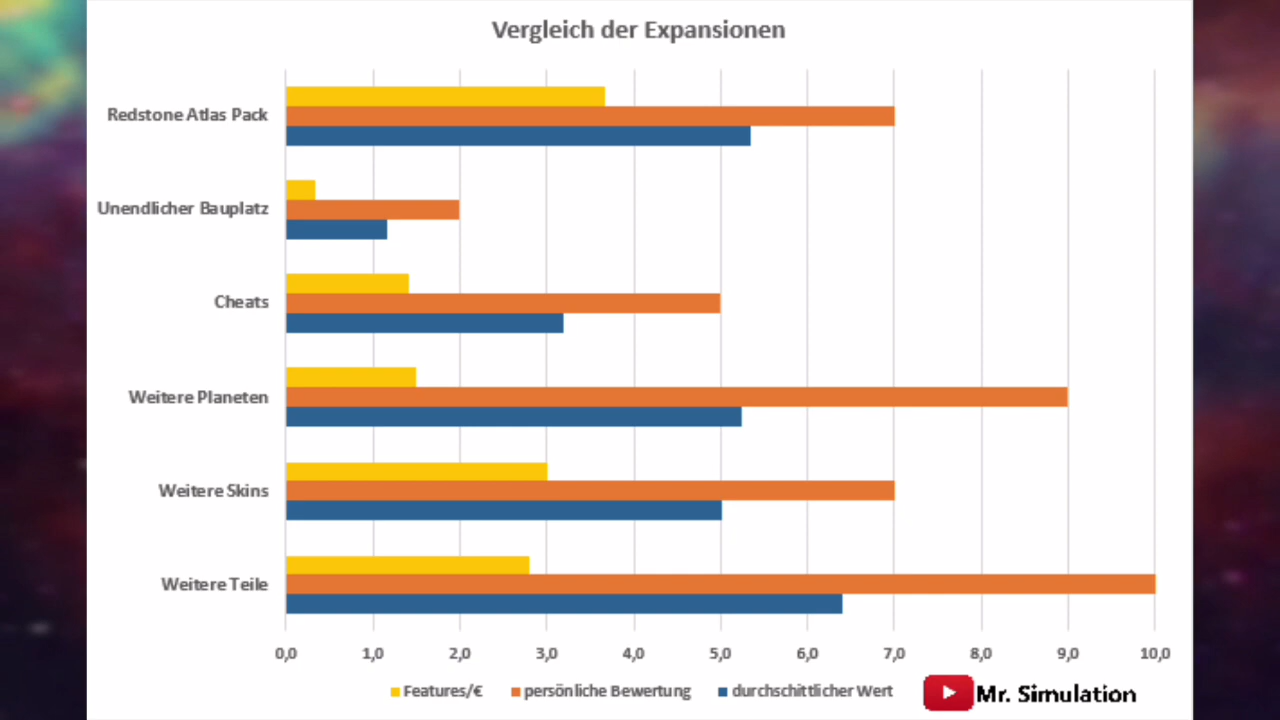 Vergleich der Expansionen
Redstone Atlas Pack
Unendlicher Bauplatz
Cheats
Weitere Planeten
Weitere Skins
Weitere Teile
0,0 1,0 2,0 3,0 4,0 5,0 6,0 7,0 8,0 9,0 10,0
Features/€ persönliche Bewertung durchschittlicher Wert
Mr. Simulation